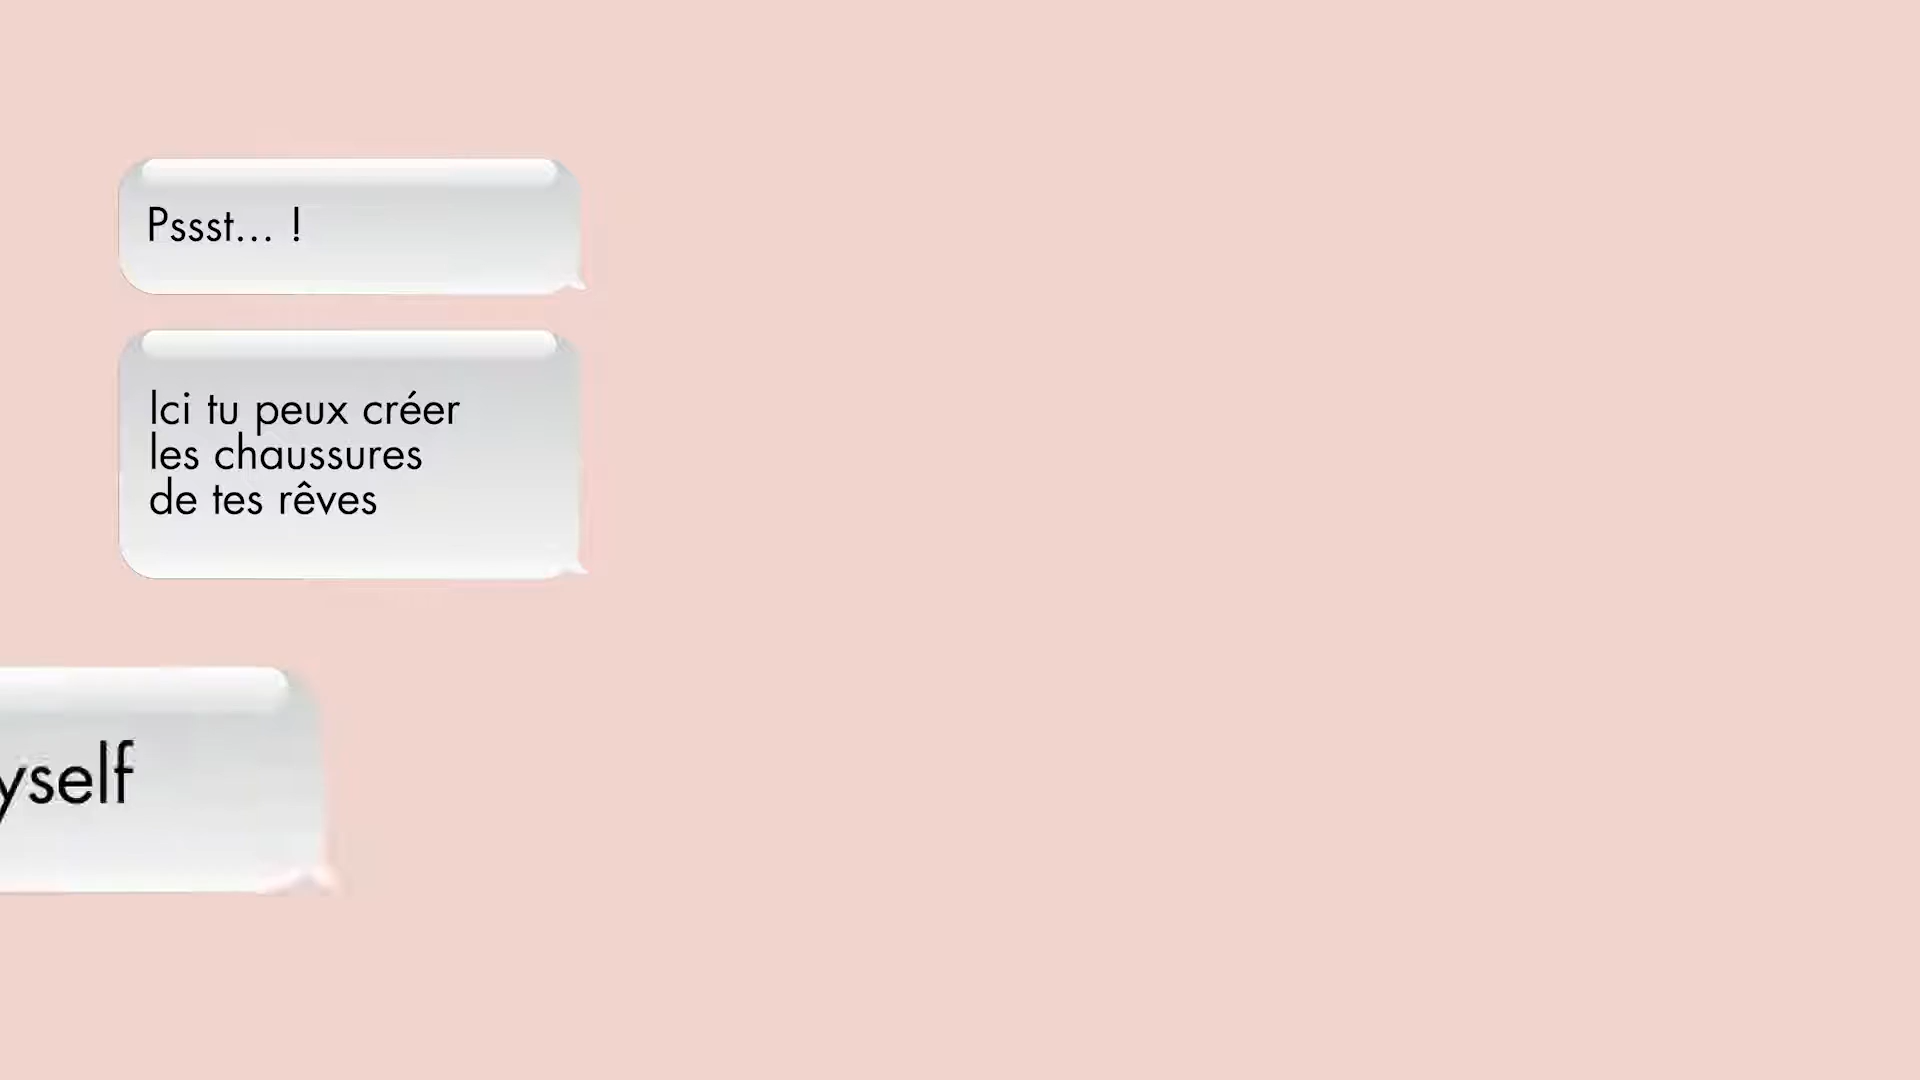 Pssst... !
Ici tu peux créer
les chaussures
de tes rêves
yself